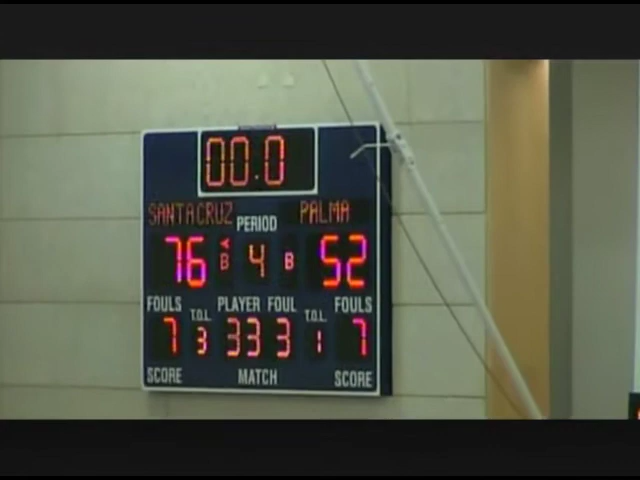 00.0
SANTACRUZ PERIOD PALMA
76 B 4 B 52
FOULS PLAYER FOUL FOULS
T.O.L. T.O.L.
7 3 33 3 1 7
SCORE MATCH SCORE